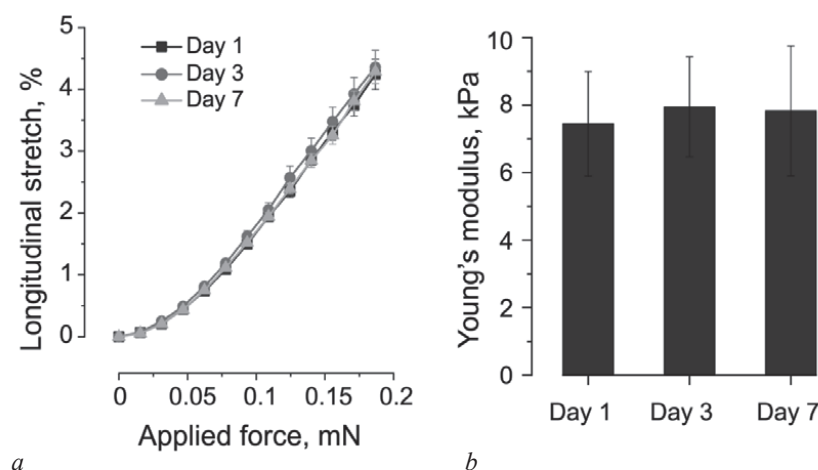 5
4
3
2
1
0
Longitudinal stretch, %
Day 1
Day 3
Day 7
0 0.05 0.1 0.15 0.2
Applied force, mN
a
10
8
6
4
2
0
Young's modulus, kPa
Day 1 Day 3 Day 7
b